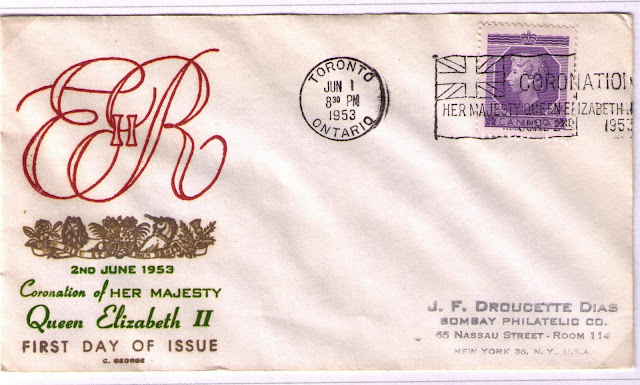 ER
II
2ND JUNE 1953
Coronation of HER MAJESTY
Queen Elizabeth II
FIRST DAY OF ISSUE
C. GEORGE
TORONTO
JUN 1
8 30 PM
1953
ONTARIO
CORONATION
HER MAJESTY QUEEN ELIZABETH
1953
CANADA
J. F. DROUCETTE DIAS
BOMBAY PHILATELIC CO.
65 NASSAU STREET - ROOM 114
NEW YORK 38, N. Y., U.S.A.